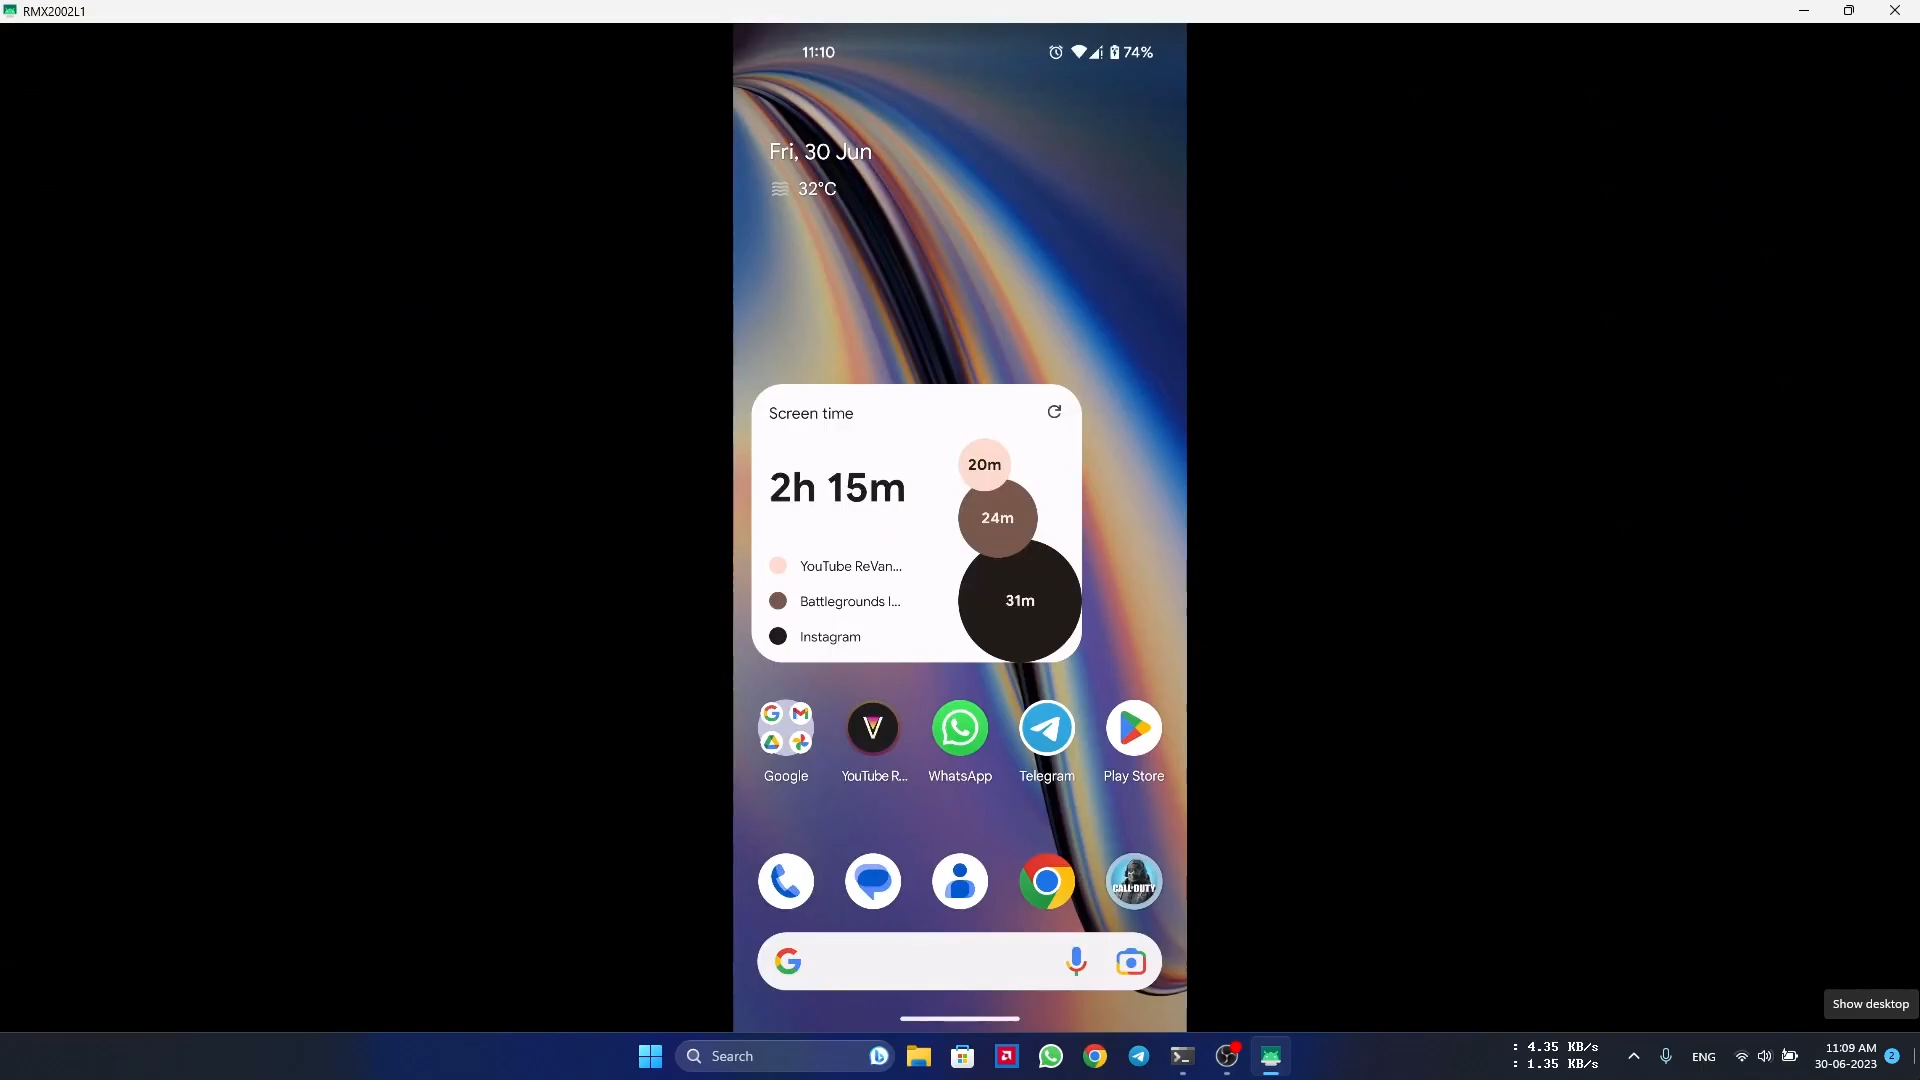 RMX2002L1
11:10
74%
Fri, 30 Jun
32°C
Screen time
2h 15m
20m
24m
31m
YouTube ReVan...
Battlegrounds I...
Instagram
Google
YouTube R...
WhatsApp
Telegram
Play Store
CALL OF DUTY
Show desktop
Search
: 4.35 KB/s
: 1.35 KB/s
ENG
11:09 AM
30-06-2023
2